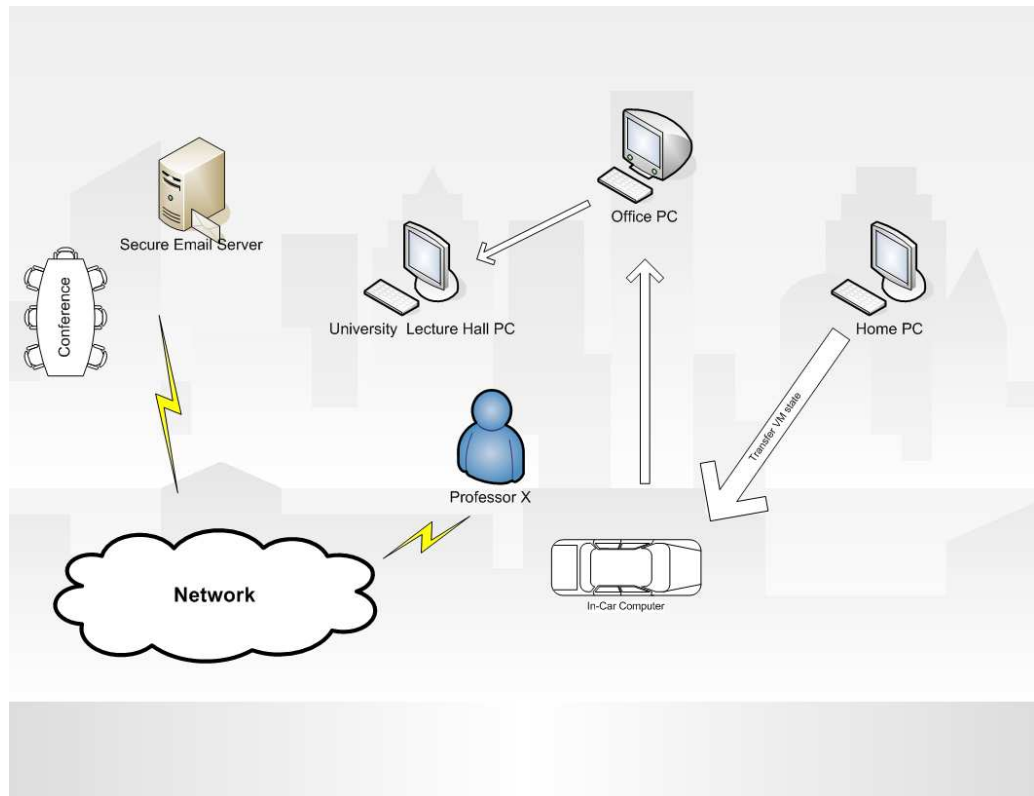 Office PC
Secure Email Server
Conference
University Lecture Hall PC
Home PC
Transfer VM state
Professor X
Network
In-Car Computer